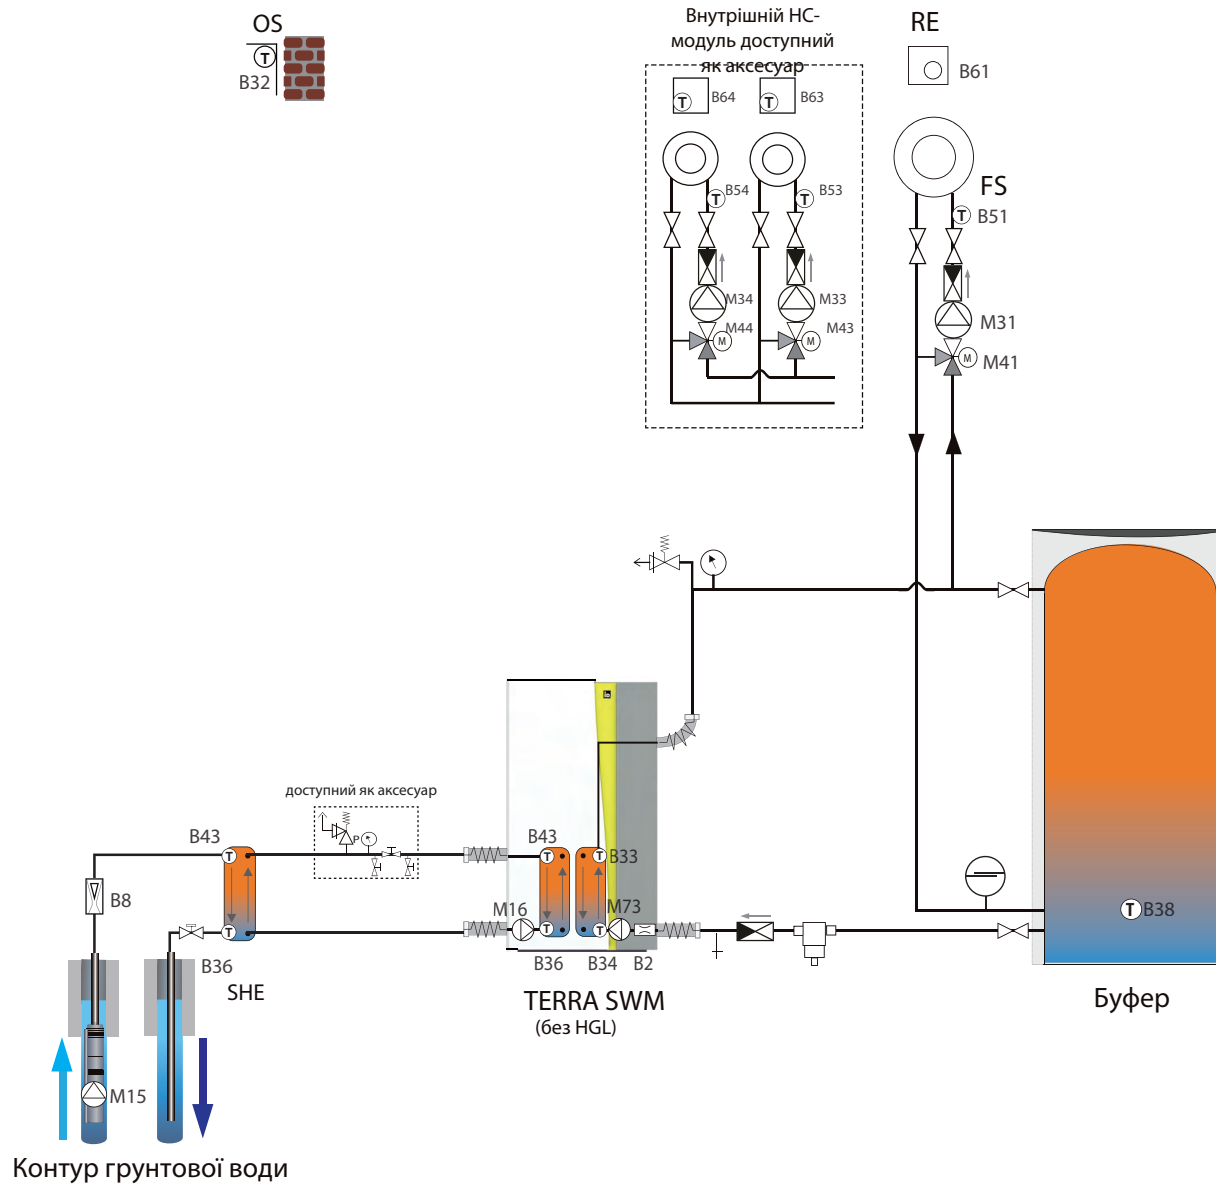 OS
T
B32
Внутрішній НС-
модуль доступний
як аксесуар
T
B64
T
B63
RE
B61
T
B54
T
B53
FS
T
B51
M34
M33
M31
M44
M
M43
M
M
M41
доступний як аксесуар
P
B43
T
B8
T
B36
SHE
M15
Контур грунтової води
B43
T
T
B33
M16
M73
T
T
B36
B34
B2
TERRA SWM
(без HGL)
T
B38
Буфер